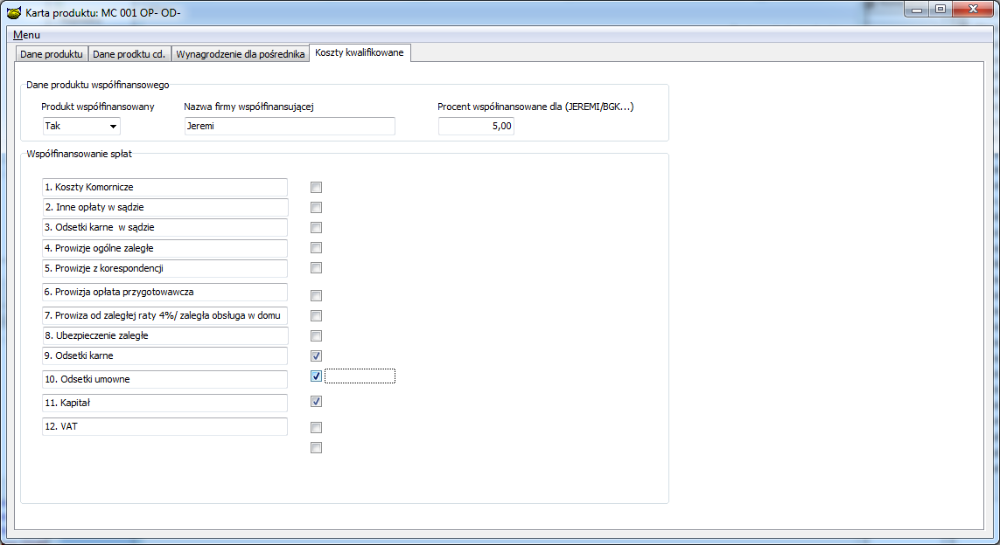 Karta produktu: MC 001 OP- OD-
Menu
Dane produktu
Dane prodktu cd.
Wynagrodzenie dla pośrednika
Koszty kwalifikowane
Dane produktu współfinansowego
Produkt współfinansowany
Nazwa firmy współfinansującej
Procent wspołinansowane dla (JEREMI/BGK...)
Tak
Jeremi
5,00
Współfinansowanie spłat
1. Koszty Komornicze
2. Inne opłaty w sądzie
3. Odsetki karne w sądzie
4. Prowizje ogólne zaległe
5. Prowizje z korespondencji
6. Prowizja opłata przygotowawcza
7. Prowiza od zaległej raty 4%/ zaległa obsługa w domu
8. Ubezpieczenie zaległe
9. Odsetki karne
10. Odsetki umowne
11. Kapitał
12. VAT